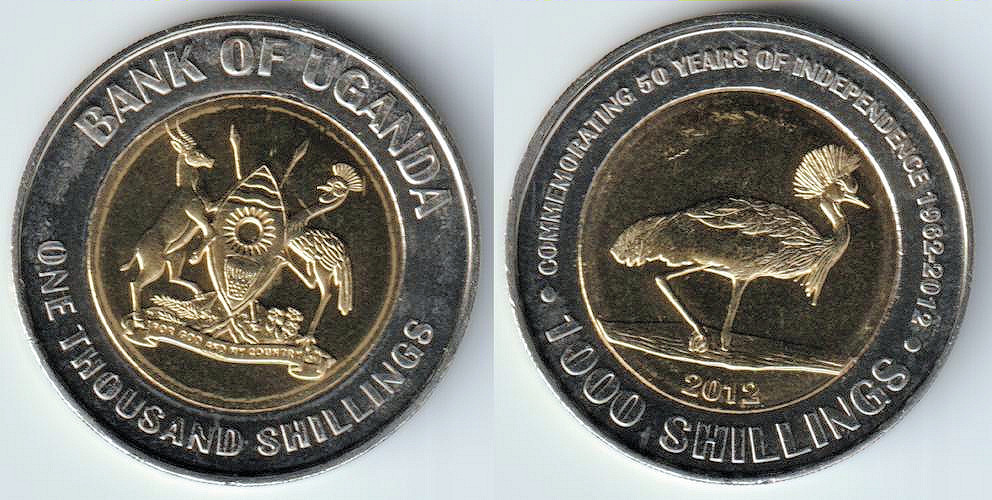 BANK OF UGANDA
FOR GOD AND MY COUNTRY
ONE THOUSAND SHILLINGS
COMMEMORATING 50 YEARS OF INDEPENDENCE 1962-2012
2012
1000 SHILLINGS